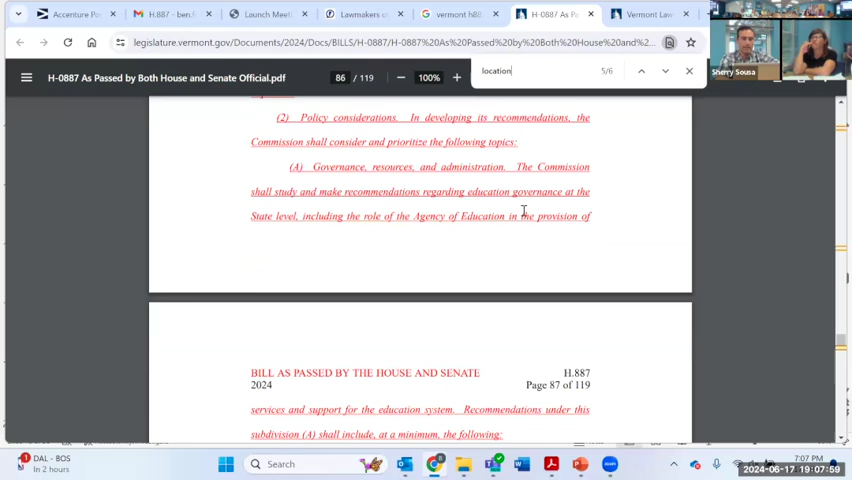 Accenture Pa
H.887 - ben.f
Launch Meeti
Lawmakers o
vermont h88
H-0887 As Pa
Vermont Law
legislature.vermont.gov/Documents/2024/Docs/BILLS/H-0887/H-0887%20As%20Passed%20by%20Both%20House%20and%...
H-0887 As Passed by Both House and Senate Official.pdf
86 / 119
100%
location
5/6
Sherry Sousa
(2) Policy considerations. In developing its recommendations, the
Commission shall consider and prioritize the following topics:
(A) Governance, resources, and administration. The Commission
shall study and make recommendations regarding education governance at the
State level, including the role of the Agency of Education in the provision of
BILL AS PASSED BY THE HOUSE AND SENATE H.887
2024 Page 87 of 119
services and support for the education system. Recommendations under this
subdivision (A) shall include, at a minimum, the following:
DAL - BOS
In 2 hours
1
Search
8
7:07 PM
2024-06-17 19:07:59